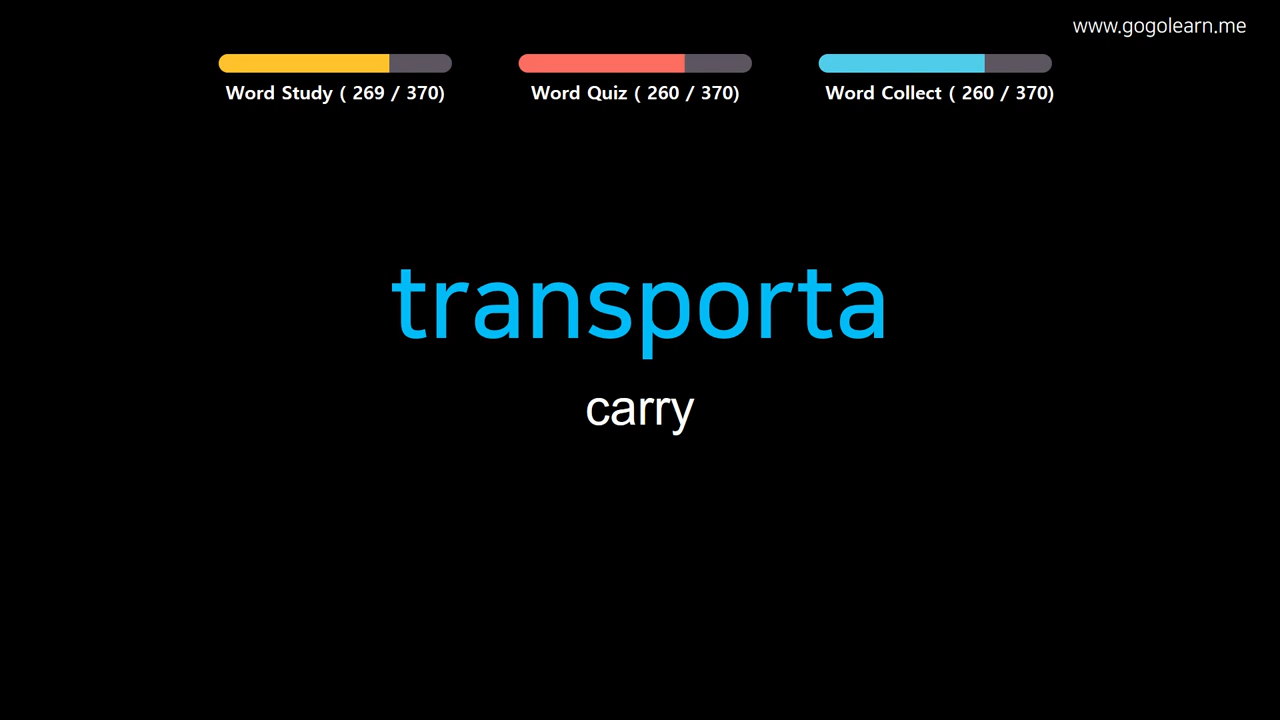 www.gogolearn.me
Word Study ( 269 / 370)
Word Quiz ( 260 / 370)
Word Collect ( 260 / 370)
transporta
carry